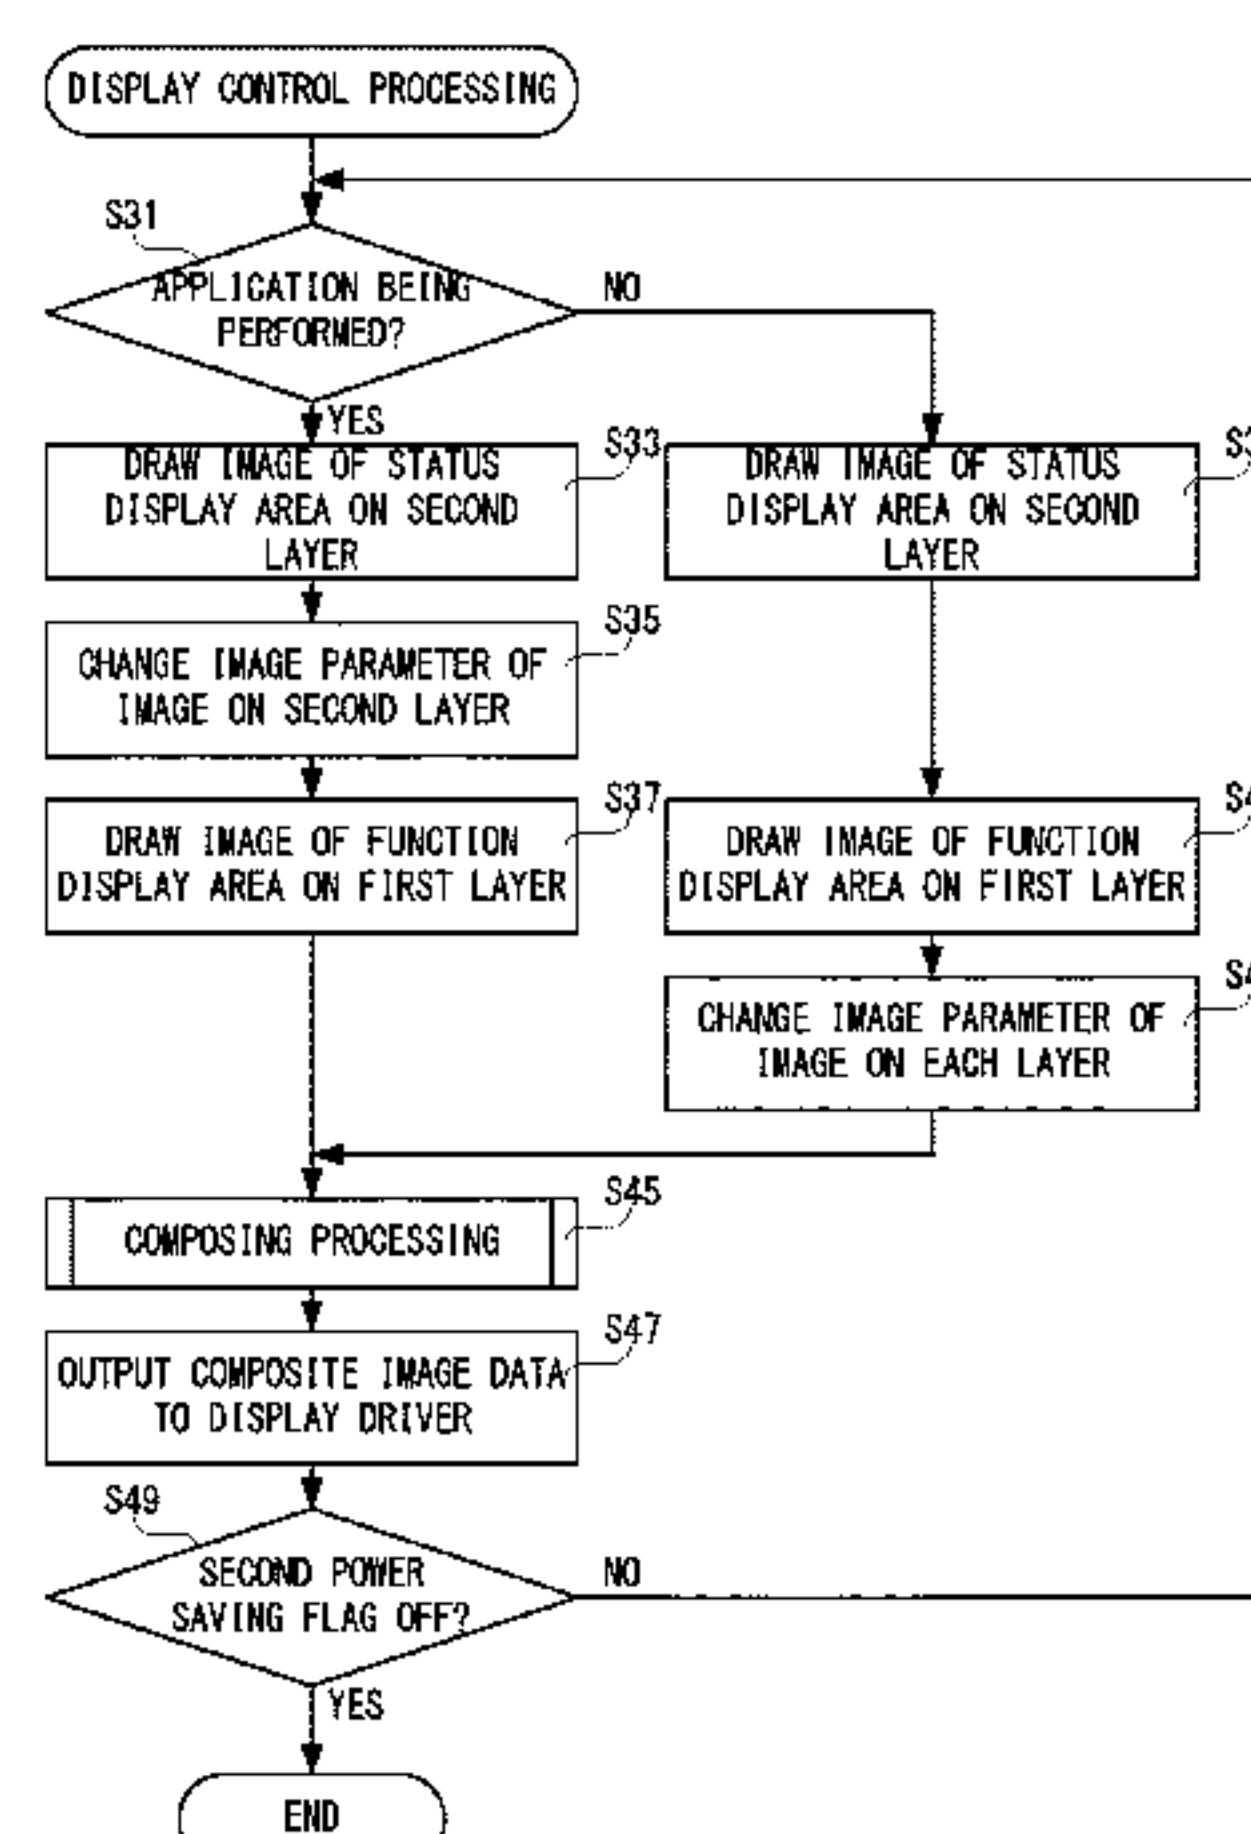 DISPLAY CONTROL PROCESSING
S31
APPLICATION BEING
PERFORMED?
NO
YES
S33
DRAW IMAGE OF STATUS
DISPLAY AREA ON SECOND
LAYER
DRAW IMAGE OF STATUS
DISPLAY AREA ON SECOND
LAYER
S35
CHANGE IMAGE PARAMETER OF
IMAGE ON SECOND LAYER
S37
DRAW IMAGE OF FUNCTION
DISPLAY AREA ON FIRST LAYER
DRAW IMAGE OF FUNCTION
DISPLAY AREA ON FIRST LAYER
CHANGE IMAGE PARAMETER OF
IMAGE ON EACH LAYER
S45
COMPOSING PROCESSING
S47
OUTPUT COMPOSITE IMAGE DATA
TO DISPLAY DRIVER
S49
SECOND POWER
SAVING FLAG OFF?
NO
YES
END